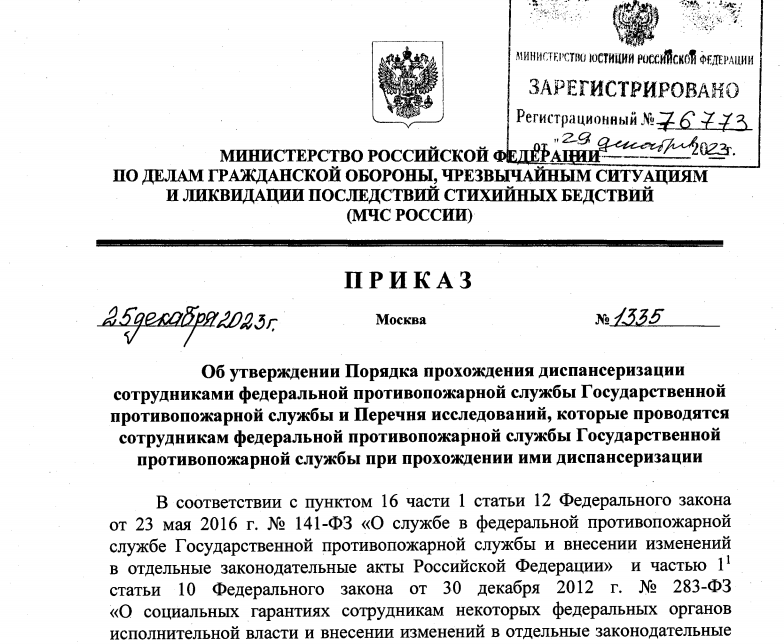 МИНИСТЕРСТВО ЮСТИЦИИ РОССИЙСКОЙ ФЕДЕРАЦИИ
ЗАРЕГИСТРИРОВАНО
Регистрационный № 76773
от "29 декабря 2023г.
МИНИСТЕРСТВО РОССИЙСКОЙ ФЕДЕРАЦИИ
ПО ДЕЛАМ ГРАЖДАНСКОЙ ОБОРОНЫ, ЧРЕЗВЫЧАЙНЫМ СИТУАЦИЯМ
И ЛИКВИДАЦИИ ПОСЛЕДСТВИЙ СТИХИЙНЫХ БЕДСТВИЙ
(МЧС РОССИИ)
ПРИКАЗ
25 декабря 2023г. Москва № 1335
Об утверждении Порядка прохождения диспансеризации
сотрудниками федеральной противопожарной службы Государственной
противопожарной службы и Перечня исследований, которые проводятся
сотрудникам федеральной противопожарной службы Государственной
противопожарной службы при прохождении ими диспансеризации
В соответствии с пунктом 16 части 1 статьи 12 Федерального закона
от 23 мая 2016 г. № 141-ФЗ «О службе в федеральной противопожарной
службе Государственной противопожарной службы и внесении изменений
в отдельные законодательные акты Российской Федерации» и частью 1¹
статьи 10 Федерального закона от 30 декабря 2012 г. № 283-ФЗ
«О социальных гарантиях сотрудникам некоторых федеральных органов
исполнительной власти и внесении изменений в отдельные законодательные